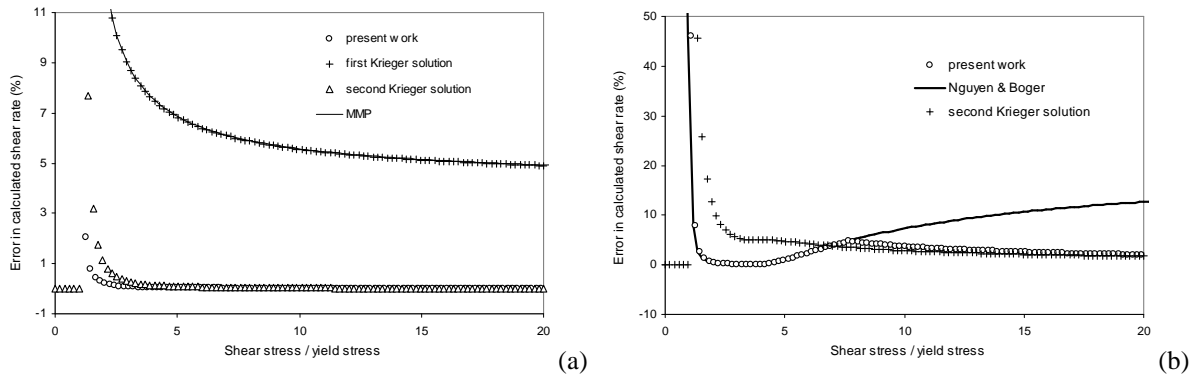 11
9
7
5
3
1
-1
Error in calculated shear rate (%)
present work
first Krieger solution
second Krieger solution
MMP
0
5
10
15
20
Shear stress / yield stress
(a)
50
40
30
20
10
0
-10
Error in calculated shear rate (%)
present work
Nguyen & Boger
second Krieger solution
0
5
10
15
20
Shear stress / yield stress
(b)